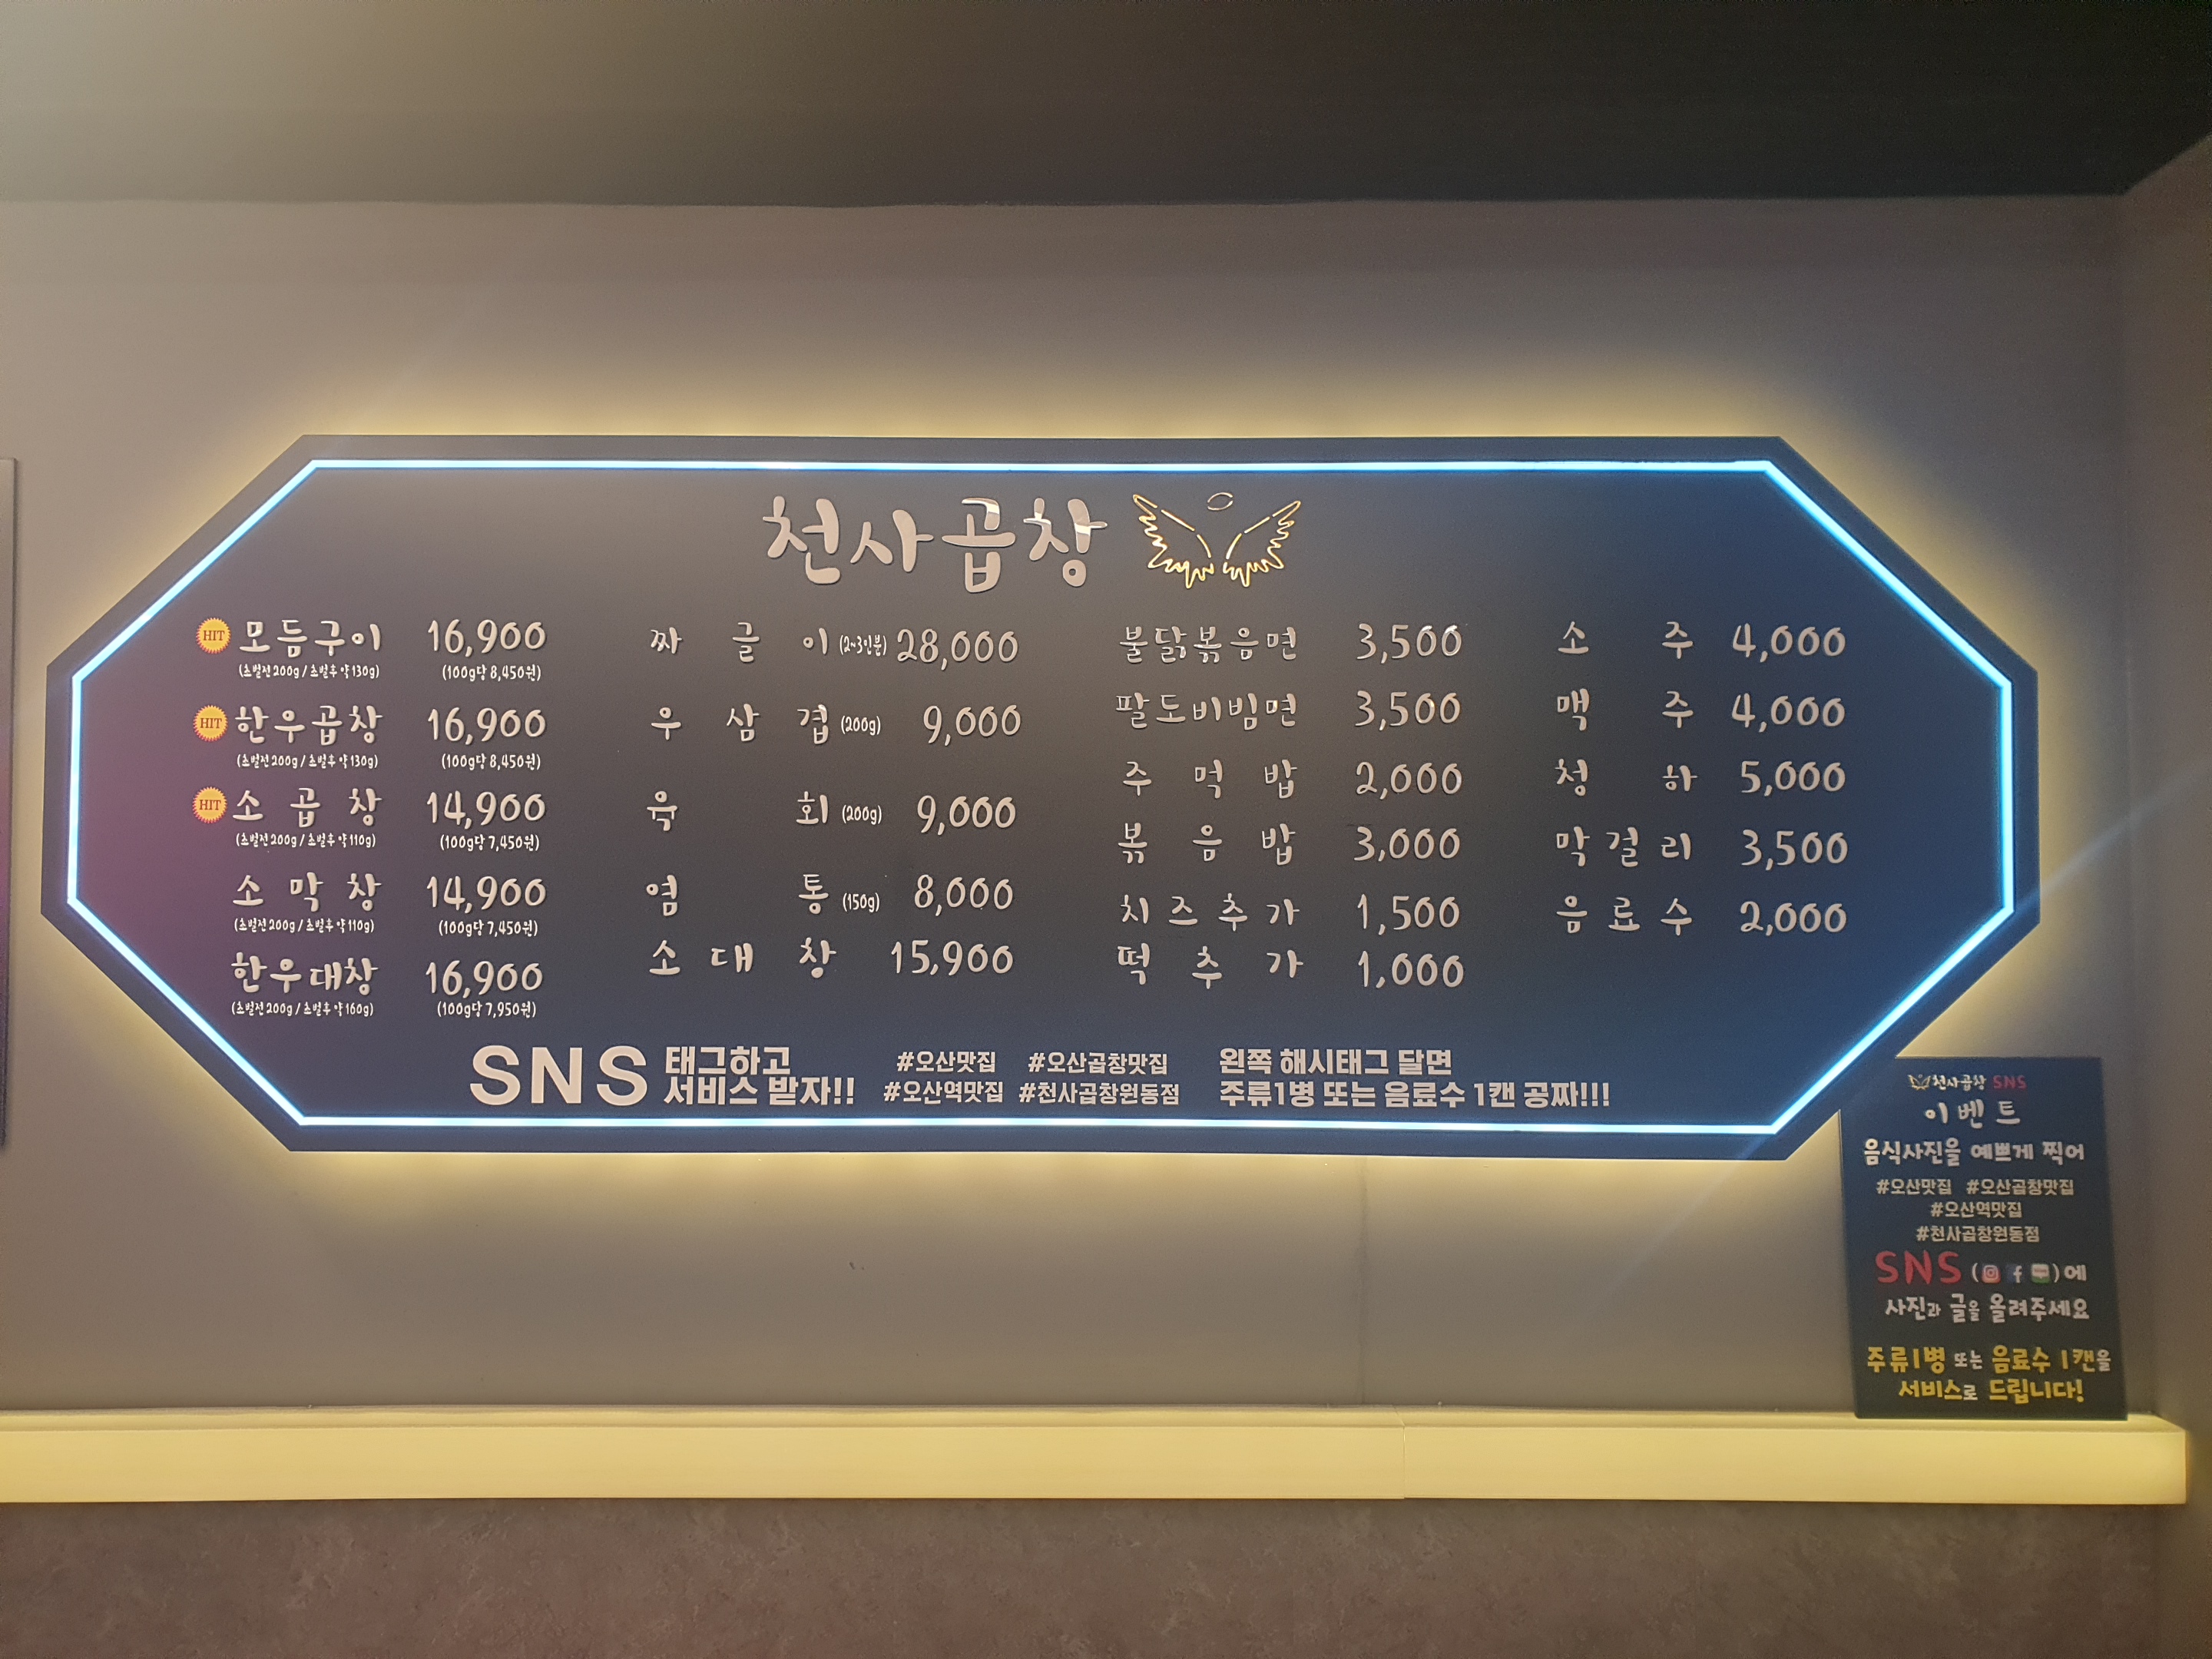 천사곱창
HIT 모듬구이 16,900
(초벌전200g / 초벌후 약130g) (100g당 8,450원)
HIT 한우곱창 16,900
(초벌전200g / 초벌후 약130g) (100g당 8,450원)
HIT 소곱창 14,900
(초벌전200g / 초벌후 약110g) (100g당 7,450원)
소막창 14,900
(초벌전200g / 초벌후 약110g) (100g당 7,450원)
한우대창 16,900
(초벌전200g / 초벌후 약160g) (100g당 7,950원)
짜글이 (2~3인분) 28,000
우삼겹 (200g) 9,000
육회 (200g) 9,000
염통 (150g) 8,000
소대창 15,900
불닭볶음면 3,500
팔도비빔면 3,500
주먹밥 2,000
볶음밥 3,000
치즈추가 1,500
떡추가 1,000
소주 4,000
맥주 4,000
청하 5,000
막걸리 3,500
음료수 2,000
SNS 태그하고
서비스 받자!!
#오산맛집 #오산곱창맛집
#오산역맛집 #천사곱창원동점
왼쪽 해시태그 달면
주류1병 또는 음료수 1캔 공짜!!!
천사곱창 SNS
이벤트
음식사진을 예쁘게 찍어
#오산맛집 #오산곱창맛집
#오산역맛집
#천사곱창원동점
SNS ( f )에
사진과 글을 올려주세요
주류1병 또는 음료수 1캔을
서비스로 드립니다!